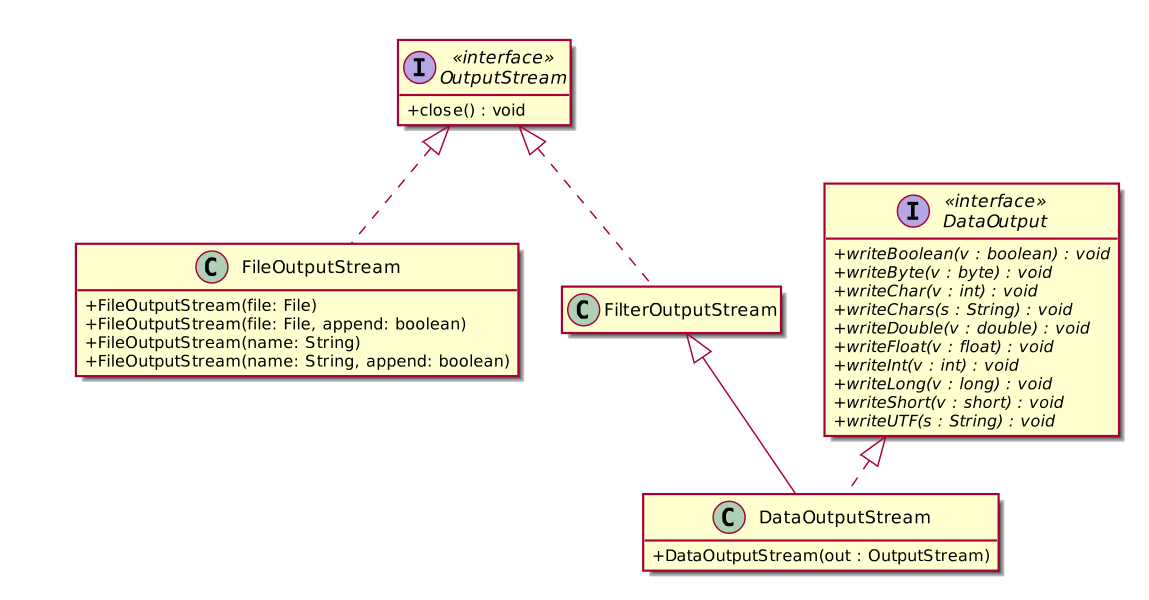 I
«interface»
OutputStream
+close() : void
C FileOutputStream
+FileOutputStream(file: File)
+FileOutputStream(file: File, append: boolean)
+FileOutputStream(name: String)
+FileOutputStream(name: String, append: boolean)
C FilterOutputStream
I
«interface»
DataOutput
+writeBoolean(v : boolean) : void
+writeByte(v : byte) : void
+writeChar(v : int) : void
+writeChars(s : String) : void
+writeDouble(v : double) : void
+writeFloat(v : float) : void
+writeInt(v : int) : void
+writeLong(v : long) : void
+writeShort(v : short) : void
+writeUTF(s : String) : void
C DataOutputStream
+DataOutputStream(out : OutputStream)